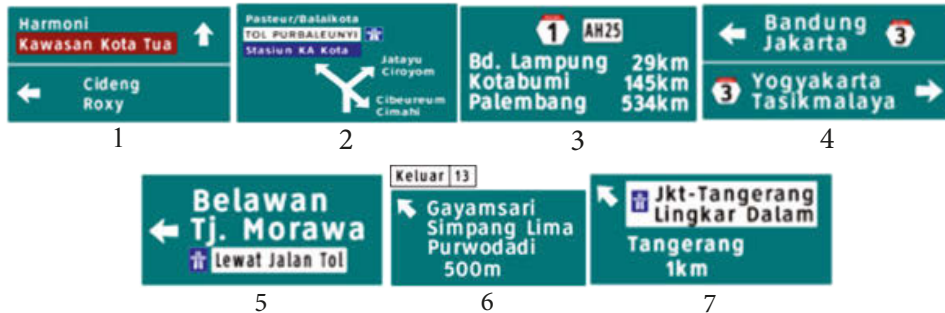 Harmoni
Kawasan Kota Tua
Cideng
Roxy
1
Pasteur/Balaikota
TOL PURBALEUNYI
Stasiun KA Kota
Jatayu
Ciroyom
Cibeureum
Cimahi
2
1 AH25
Bd. Lampung 29km
Kotabumi 145km
Palembang 534km
3
Bandung
Jakarta
3
3
Yogyakarta
Tasikmalaya
4
Belawan
Tj. Morawa
Lewat Jalan Tol
5
Keluar 13
Gayamsari
Simpang Lima
Purwodadi
500m
6
Jkt-Tangerang
Lingkar Dalam
Tangerang
1km
7